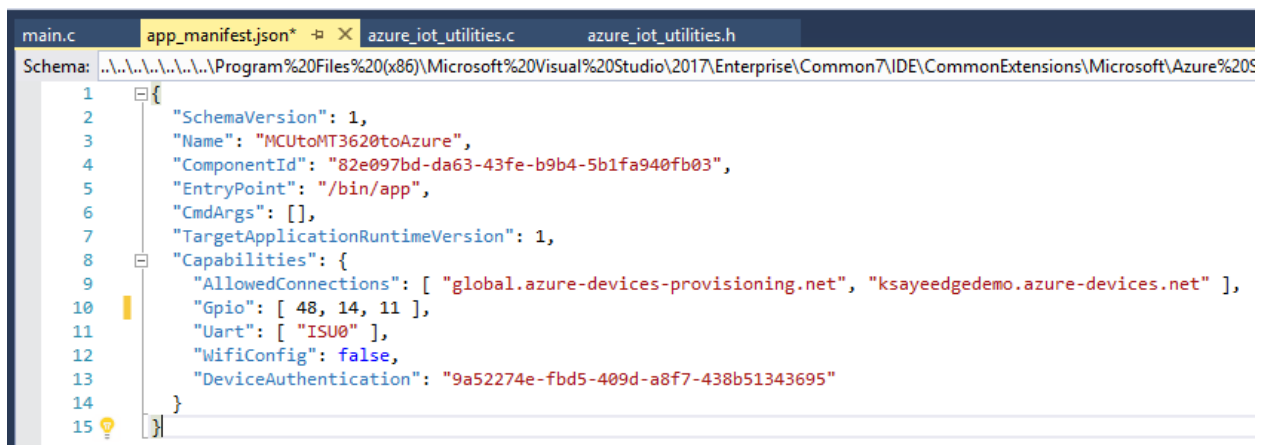 main.c app_manifest.json* azure_iot_utilities.c azure_iot_utilities.h
Schema: ..\..\..\..\..\..\..\Program%20Files%20(x86)\Microsoft%20Visual%20Studio\2017\Enterprise\Common7\IDE\CommonExtensions\Microsoft\Azure%20S
1 {
2 "SchemaVersion": 1,
3 "Name": "MCUtoMT3620toAzure",
4 "ComponentId": "82e097bd-da63-43fe-b9b4-5b1fa940fb03",
5 "EntryPoint": "/bin/app",
6 "CmdArgs": [],
7 "TargetApplicationRuntimeVersion": 1,
8 "Capabilities": {
9 "AllowedConnections": [ "global.azure-devices-provisioning.net", "ksayeedgedemo.azure-devices.net" ],
10 "Gpio": [ 48, 14, 11 ],
11 "Uart": [ "ISU0" ],
12 "WifiConfig": false,
13 "DeviceAuthentication": "9a52274e-fbd5-409d-a8f7-438b51343695"
14 }
15 }